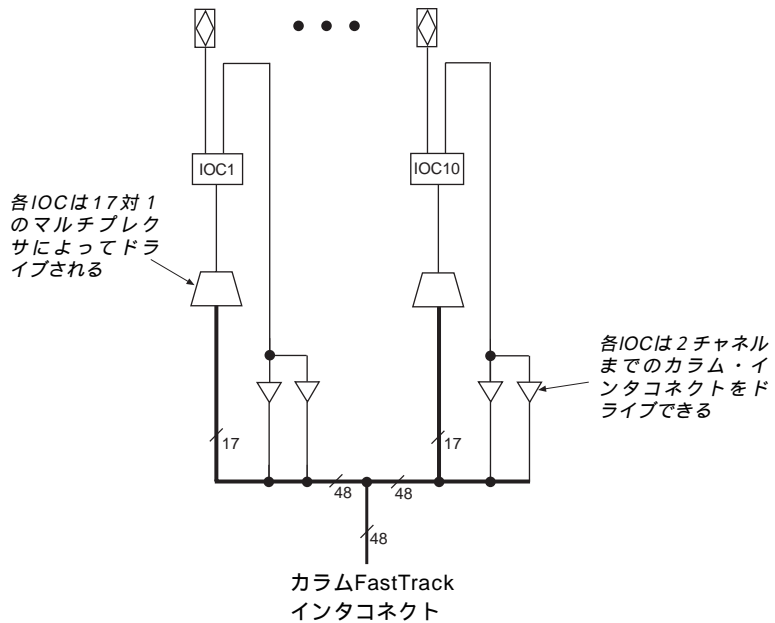 IOC1
IOC10
各IOCは17対1
のマルチプレク
サによってドラ
イブされる
各IOCは2チャネル
までのカラム・イ
ンタコネクトをド
ライブできる
17
17
48
48
48
カラムFastTrack
インタコネクト